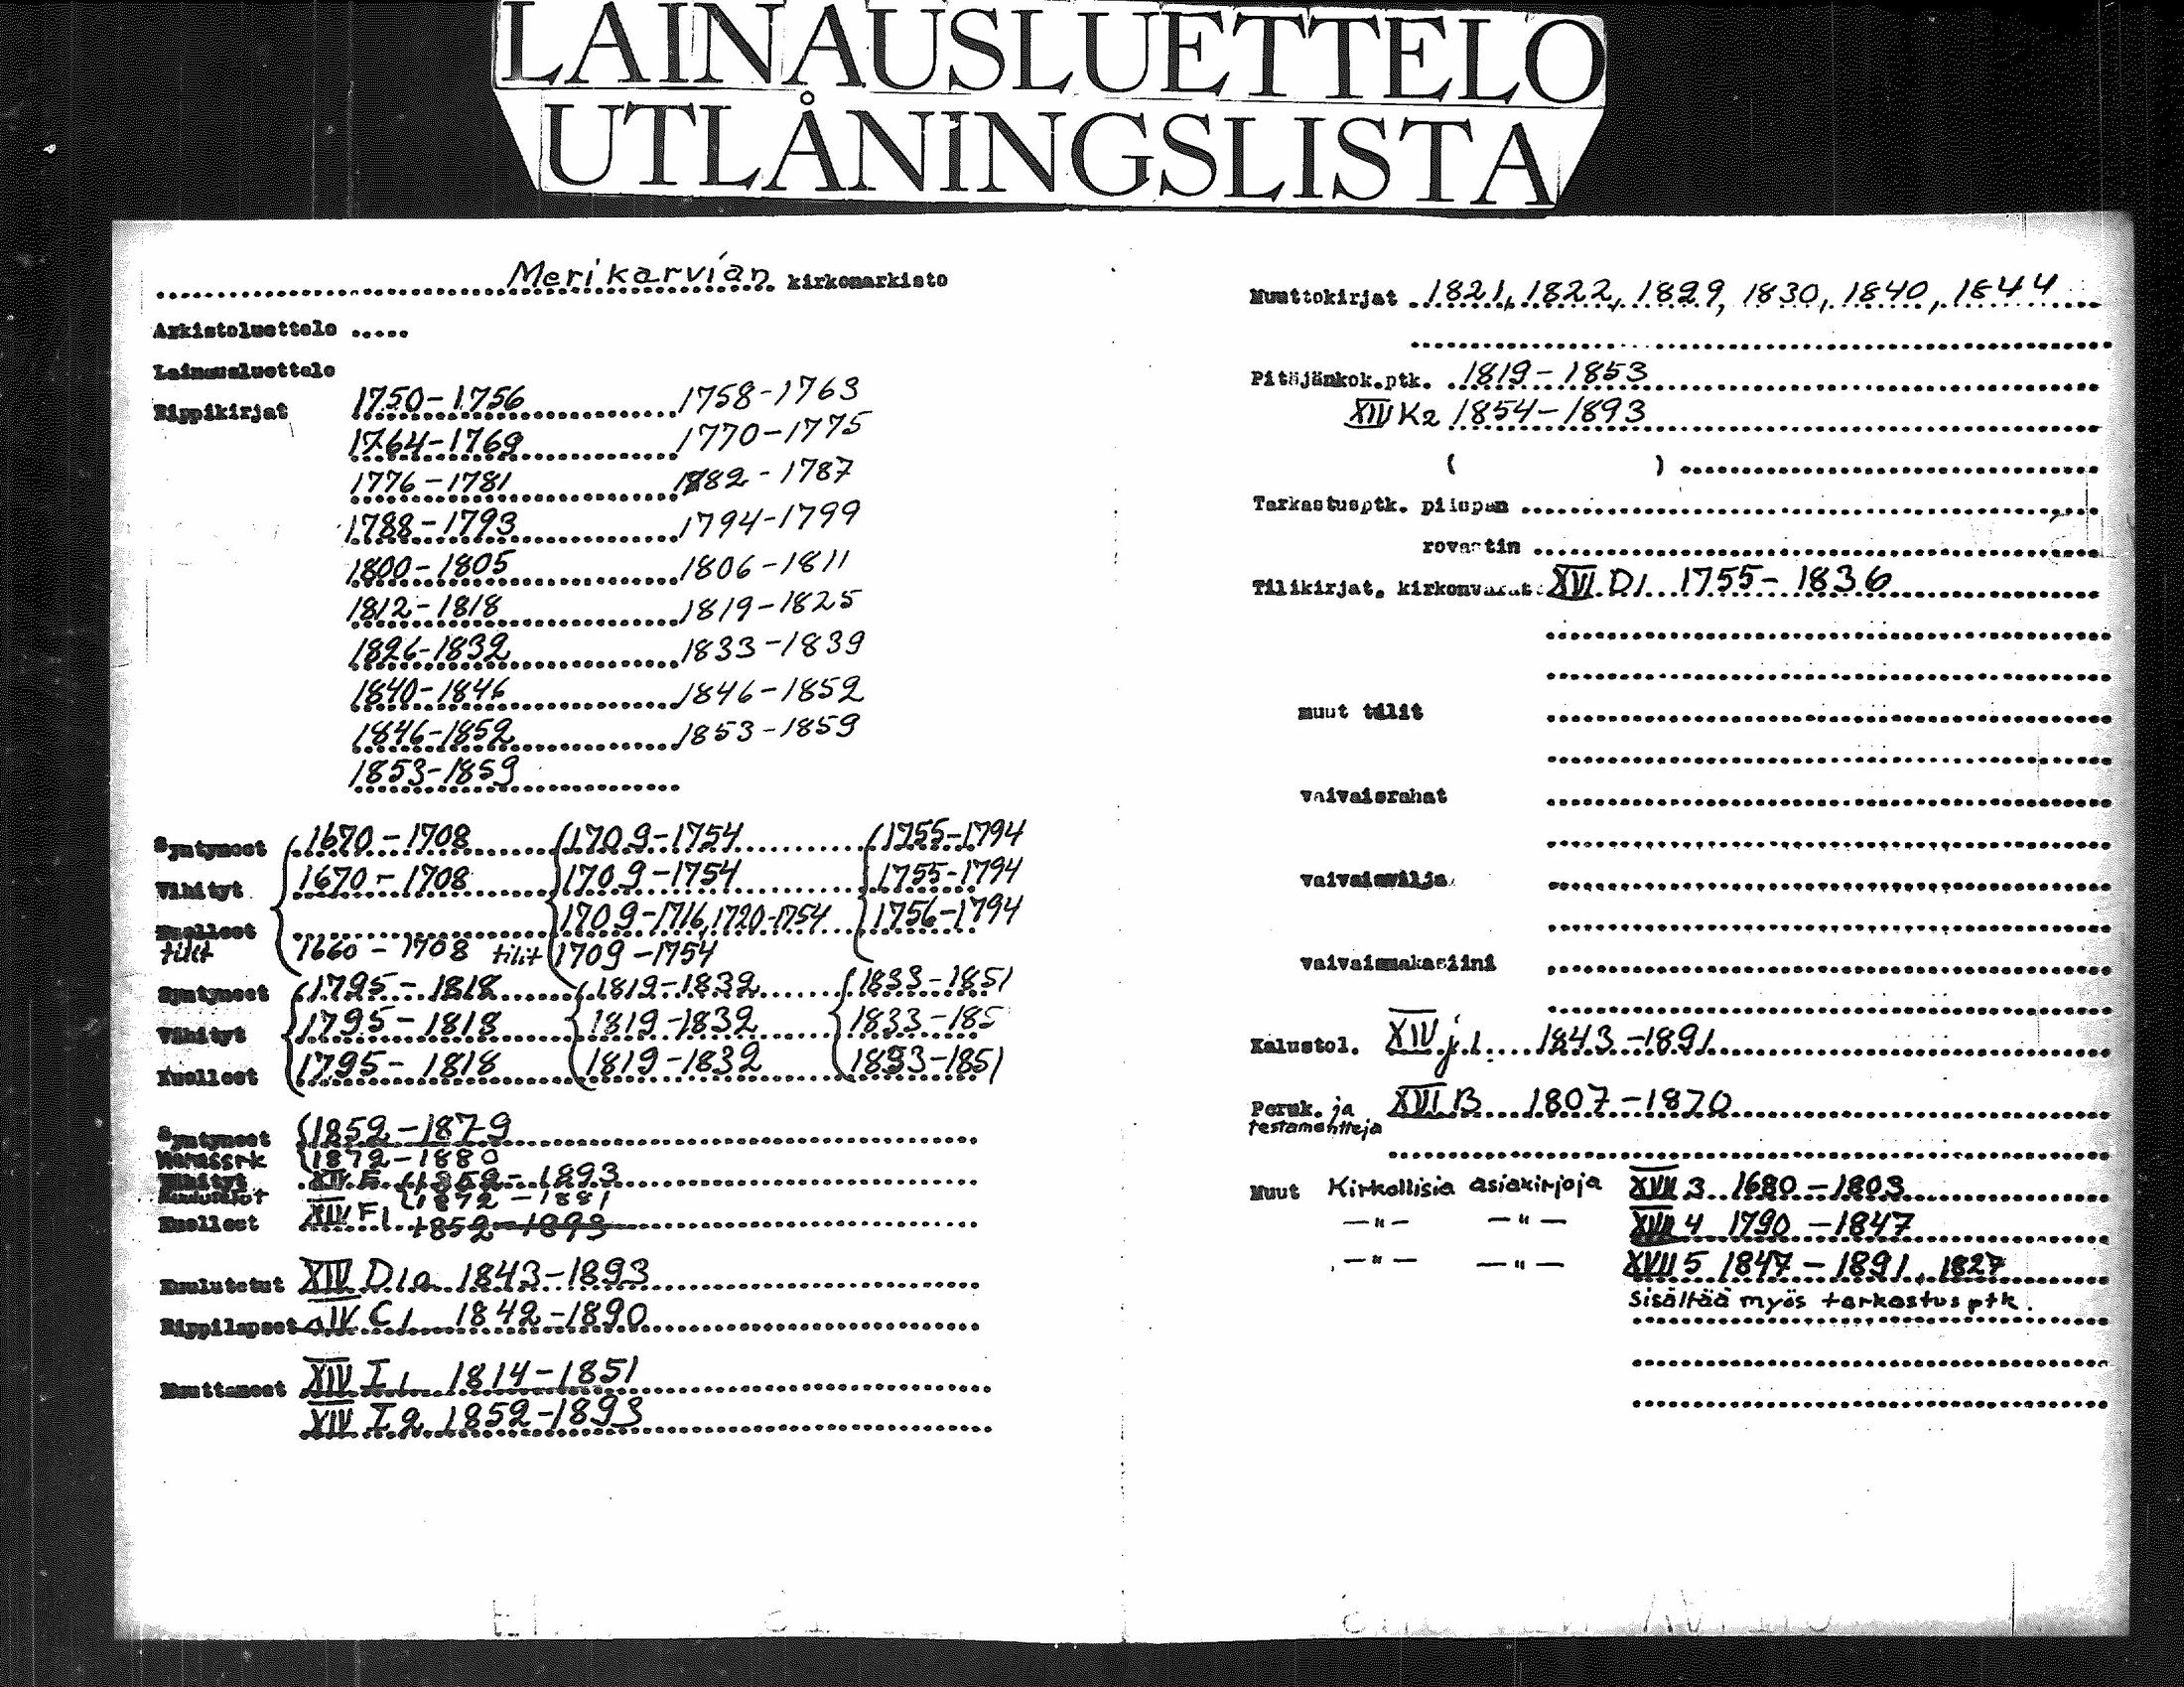 LAINAUSLUETTELO
UTLÅNINGSLISTA
Merikarvian kirkonarkisto
Arkistoluettelo .....
Lainausluettelo
Rippikirjat 1750-1756 1758-1763
1764-1769 1770-1775
1776-1781 1782-1787
1788-1793 1794-1799
1800-1805 1806-1811
1812-1818 1819-1825
1826-1832 1833-1839
1840-1846 1846-1852
1846-1852 1853-1859
1853-1859
Syntyneet 1670-1708 1709-1754 1755-1794
Vihityt 1670-1708 1709-1754 1755-1794
Kuolleet 1709-1716, 1720-1754 1756-1794
tilit 1660-1708 tilit 1709-1754
Syntyneet 1795-1818 1819-1832 1833-1851
Vihityt 1795-1818 1819-1832 1833-185
Kuolleet 1795-1818 1819-1832 1833-1851
Syntyneet 1852-1879
1872-1880
Vihityt XIV E 1852-1893
1872-1881
Kuolleet XIV F1 1852-1893
Kuulutetut XIV D1a 1843-1893
Rippilapset XIV C1 1842-1890
Muuttaneet XIV I1 1814-1851
XIV I2 1852-1893
Muuttokirjat 1821, 1822, 1829, 1830, 1840, 1844
Pitäjänkok.ptk. 1819-1853
XIV K2 1854-1893
( )
Tarkastusptk. piispan
rovastin
Tilikirjat, kirkonvarat: XVI D1 1755-1836
muut tilit
vaivaisrahat
vaivaisvilja
vaivaismakasiini
Kalustol. XIV j.1. 1843-1891
Peruk. ja XVI B 1807-1870
testamentteja
Muut Kirkollisia asiakirjoja XVII 3 1680-1803
-"- -"- XVII 4 1790-1847
-"- -"- XVII 5 1847-1891, 1827
Sisältää myös tarkastus ptk.